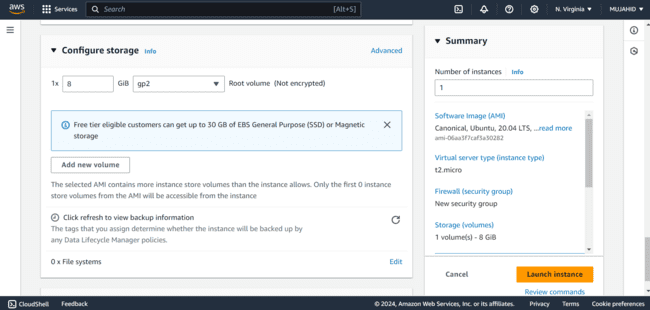 aws
Services
Search
[Alt+S]
N. Virginia
MUJAHID
Configure storage
Info
Advanced
1x
8
GiB
gp2
Root volume (Not encrypted)
Free tier eligible customers can get up to 30 GB of EBS General Purpose (SSD) or Magnetic
storage
Add new volume
The selected AMI contains more instance store volumes than the instance allows. Only the first 0 instance
store volumes from the AMI will be accessible from the instance
Click refresh to view backup information
The tags that you assign determine whether the instance will be backed up by
any Data Lifecycle Manager policies.
0 x File systems
Edit
Summary
Number of instances
Info
1
Software Image (AMI)
Canonical, Ubuntu, 20.04 LTS, ...read more
ami-06aa3f7caf3a30282
Virtual server type (instance type)
t2.micro
Firewall (security group)
New security group
Storage (volumes)
1 volume(s) - 8 GiB
Cancel
Launch instance
Review commands
CloudShell
Feedback
© 2024, Amazon Web Services, Inc. or its affiliates.
Privacy
Terms
Cookie preferences